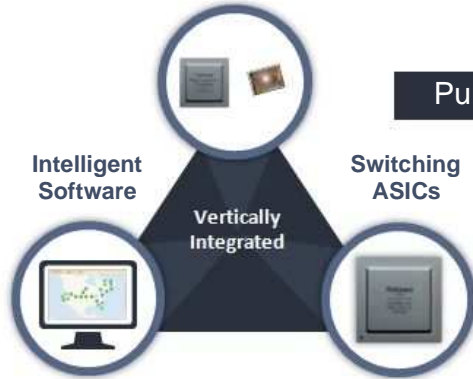 Pu
Intelligent
Software
Switching
ASICs
Vertically
Integrated